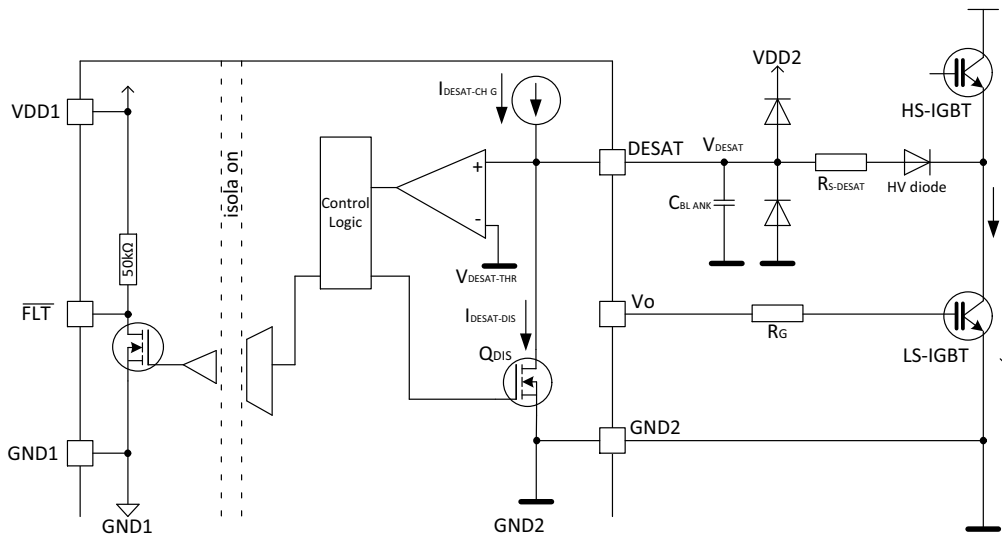 VDD2
IDESAT-CH G
HS-IGBT
VDD1
DESAT
VDESAT
+
isola on
Control
Logic
RS-DESAT
HV diode
CBL ANK
-
50kΩ
VDESAT-THR
FLT
Vo
IDESAT-DIS
RG
QDIS
LS-IGBT
GND1
GND2
GND1
GND2